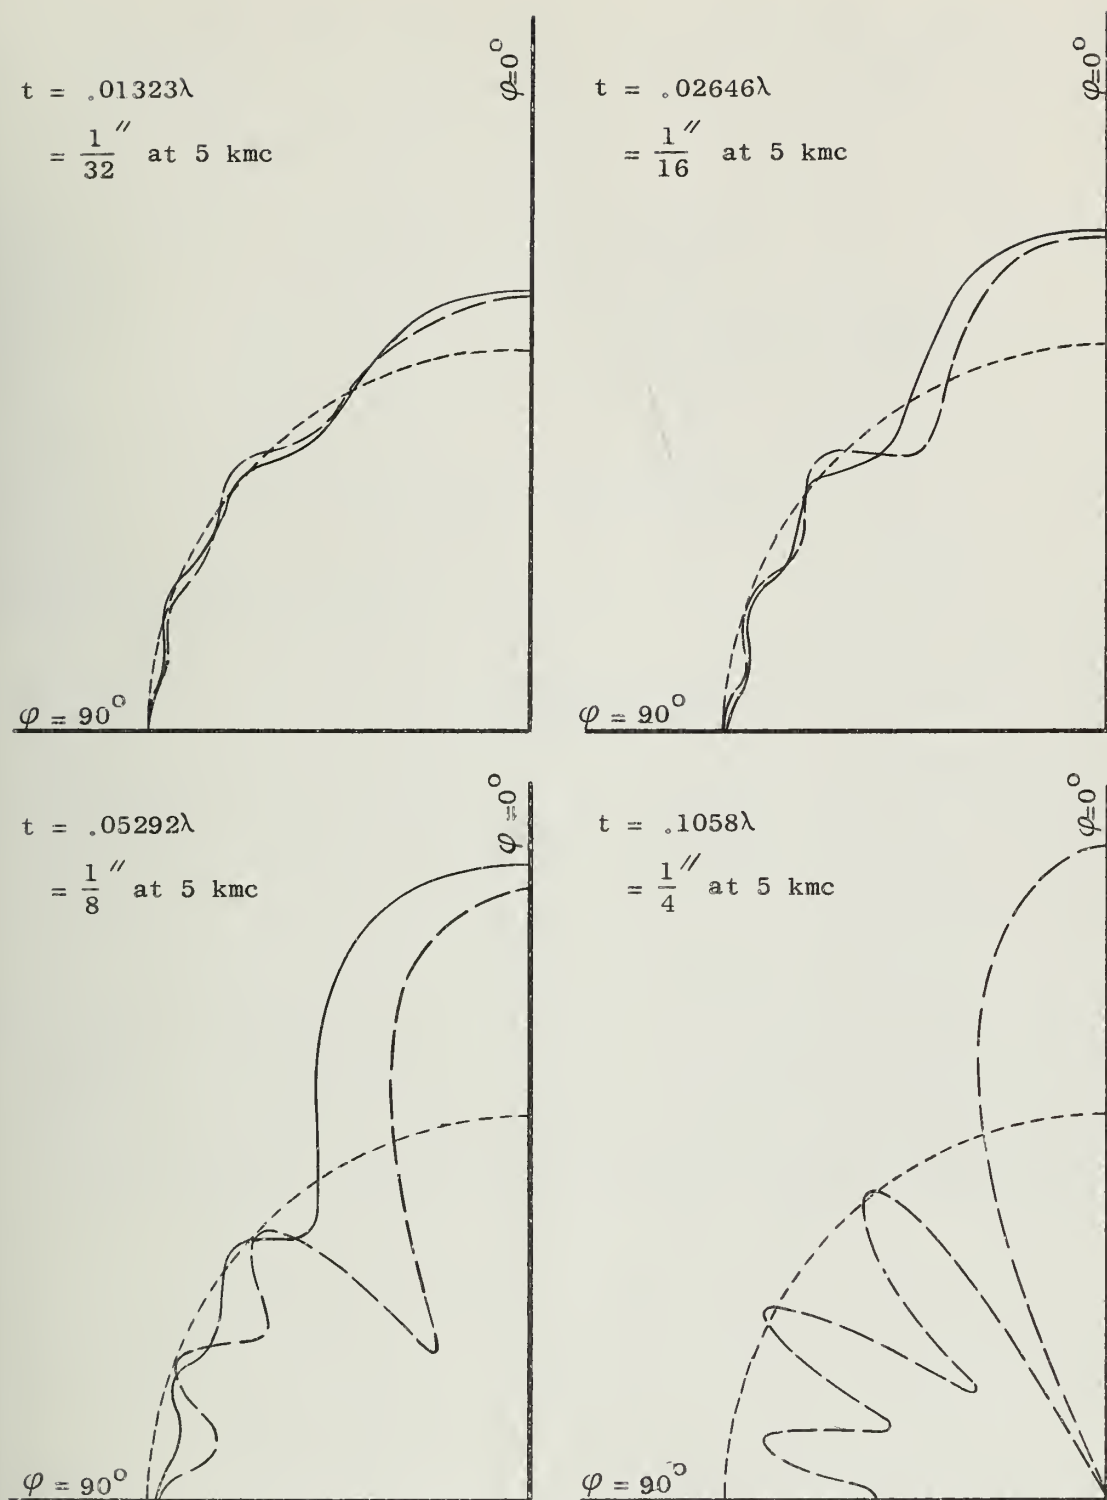 φ=0°
t = .01323λ
= 1/32″ at 5 kmc
φ = 90°
φ=0°
t = .02646λ
= 1/16″ at 5 kmc
φ = 90°
φ=0°
t = .05292λ
= 1/8″ at 5 kmc
φ = 90°
φ=0°
t = .1058λ
= 1/4″ at 5 kmc
φ = 90°